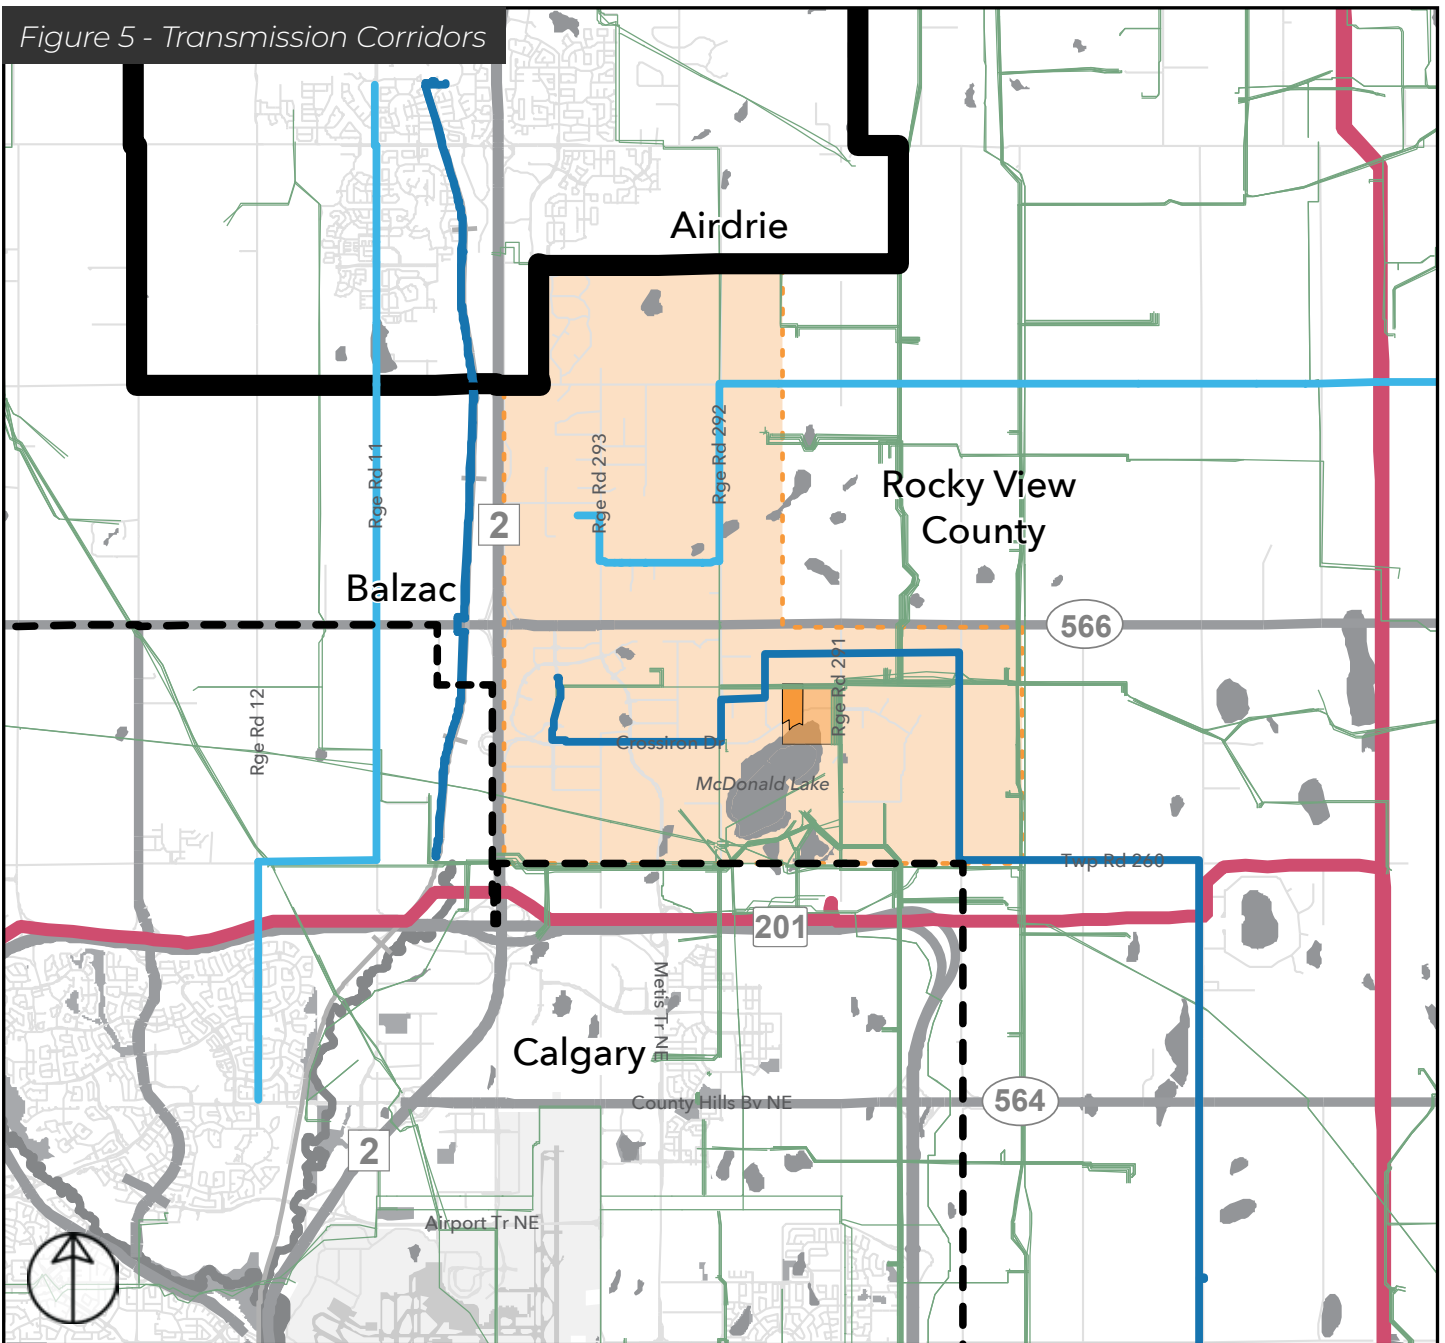 Figure 5 - Transmission Corridors
Airdrie
Rge Rd 11
Rge Rd 293
Rge Rd 292
Rocky View
County
2
Balzac
566
Rge Rd 291
Rge Rd 12
Crossiron Dr
McDonald Lake
Twp Rd 260
201
Metis Tr NE
Calgary
County Hills Bv NE
564
2
Airport Tr NE